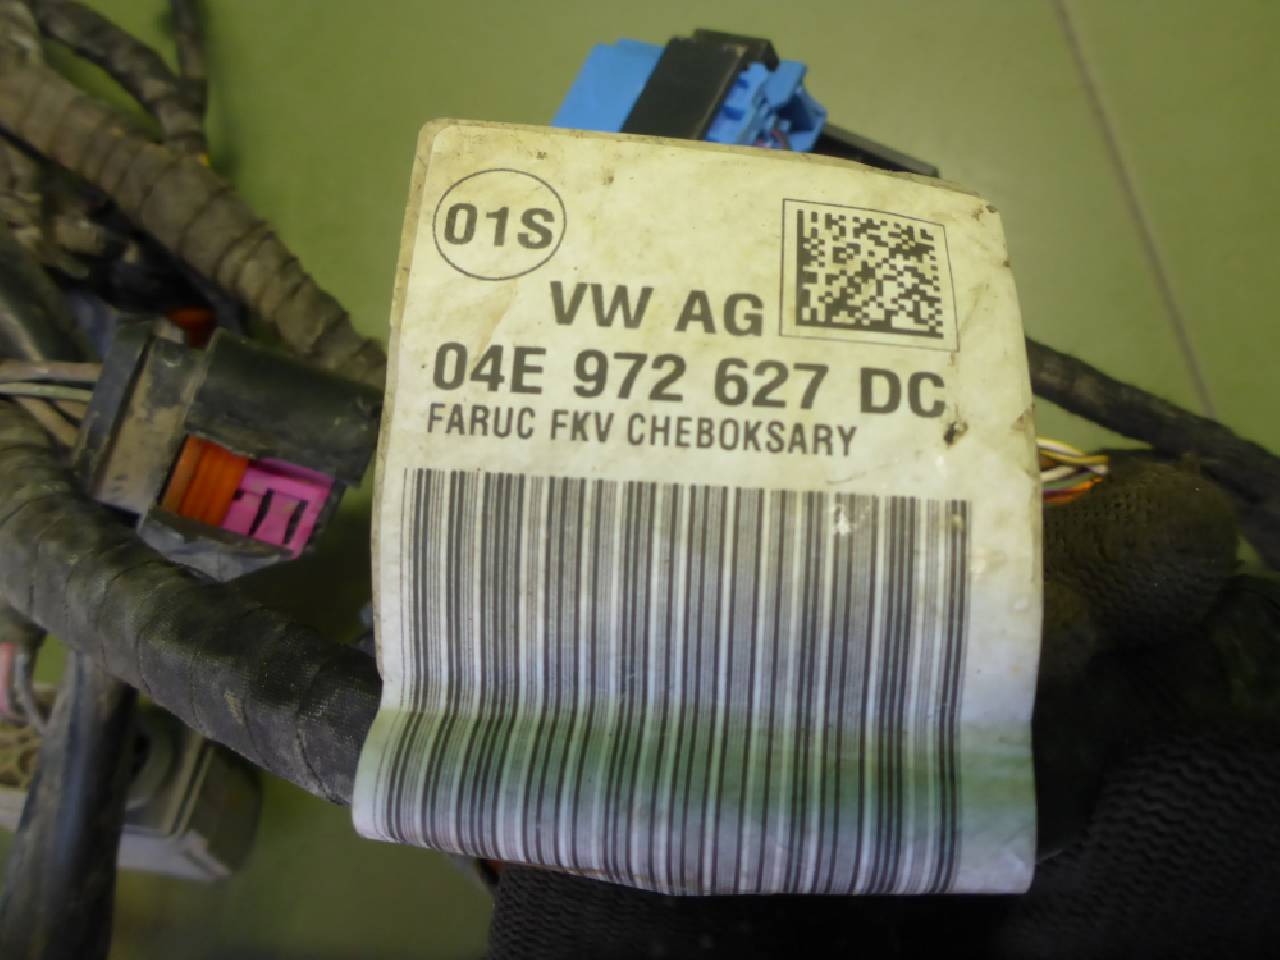 01S
VW AG
04E 972 627 DC
FARUC FKV CHEBOKSARY